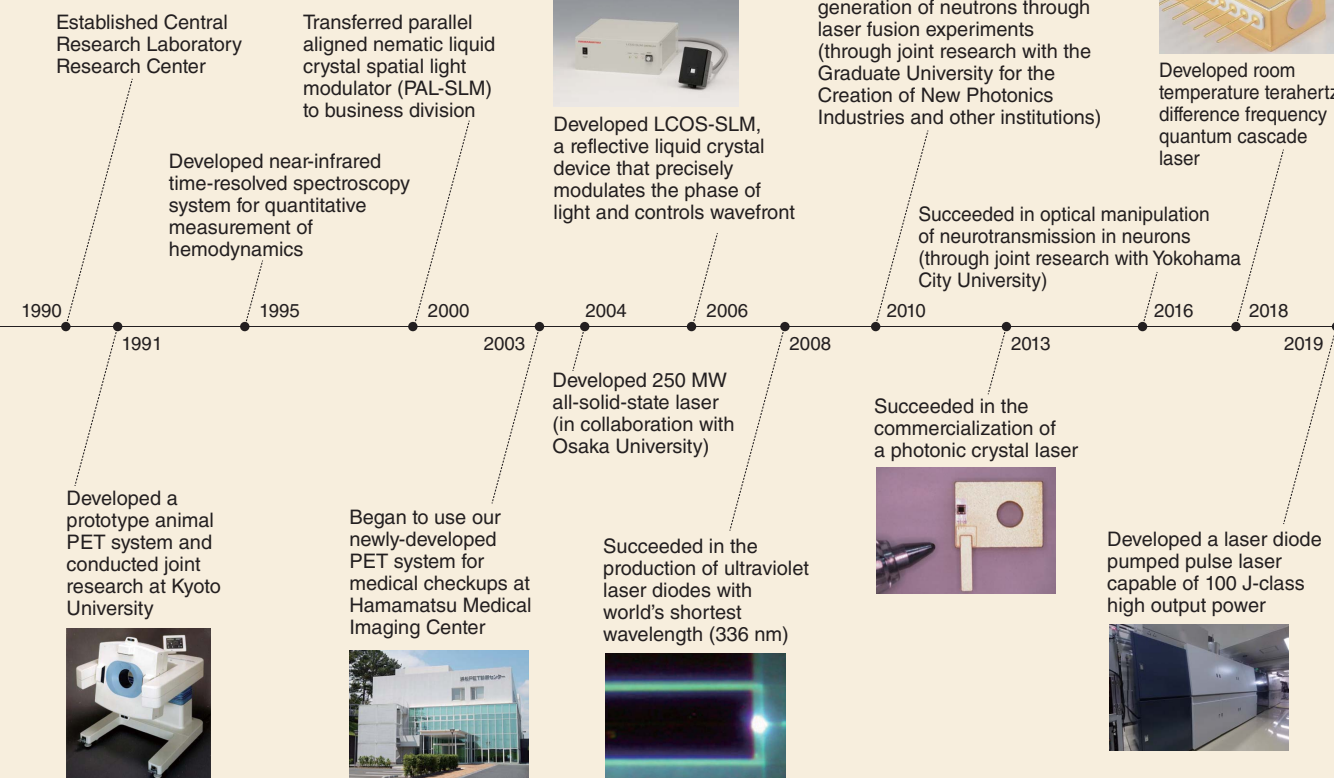 Established Central
Research Laboratory
Research Center
Transferred parallel
aligned nematic liquid
crystal spatial light
modulator (PAL-SLM)
to business division
Developed near-infrared
time-resolved spectroscopy
system for quantitative
measurement of
hemodynamics
Developed LCOS-SLM,
a reflective liquid crystal
device that precisely
modulates the phase of
light and controls wavefront
generation of neutrons through
laser fusion experiments
(through joint research with the
Graduate University for the
Creation of New Photonics
Industries and other institutions)
Succeeded in optical manipulation
of neurotransmission in neurons
(through joint research with Yokohama
City University)
Developed room
temperature terahertz
difference frequency
quantum cascade
laser
1990
1991
1995
2000
2003
2004
2006
2008
2010
2013
2016
2018
2019
Developed a
prototype animal
PET system and
conducted joint
research at Kyoto
University
Began to use our
newly-developed
PET system for
medical checkups at
Hamamatsu Medical
Imaging Center
Developed 250 MW
all-solid-state laser
(in collaboration with
Osaka University)
Succeeded in the
production of ultraviolet
laser diodes with
world's shortest
wavelength (336 nm)
Succeeded in the
commercialization of
a photonic crystal laser
Developed a laser diode
pumped pulse laser
capable of 100 J-class
high output power